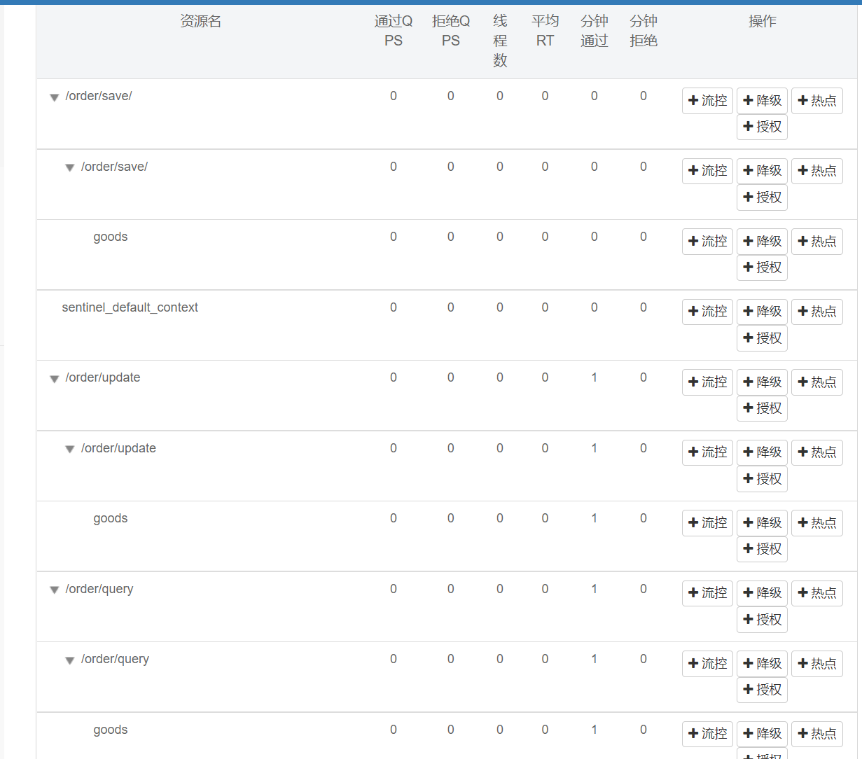 资源名 通过Q 拒绝Q 线 平均 分钟 分钟 操作
PS PS 程 RT 通过 拒绝
数
/order/save/ 0 0 0 0 0 0 流控 降级 热点
授权
/order/save/ 0 0 0 0 0 0 流控 降级 热点
授权
goods 0 0 0 0 0 0 流控 降级 热点
授权
sentinel_default_context 0 0 0 0 0 0 流控 降级 热点
授权
/order/update 0 0 0 0 1 0 流控 降级 热点
授权
/order/update 0 0 0 0 1 0 流控 降级 热点
授权
goods 0 0 0 0 1 0 流控 降级 热点
授权
/order/query 0 0 0 0 1 0 流控 降级 热点
授权
/order/query 0 0 0 0 1 0 流控 降级 热点
授权
goods 0 0 0 0 1 0 流控 降级 热点